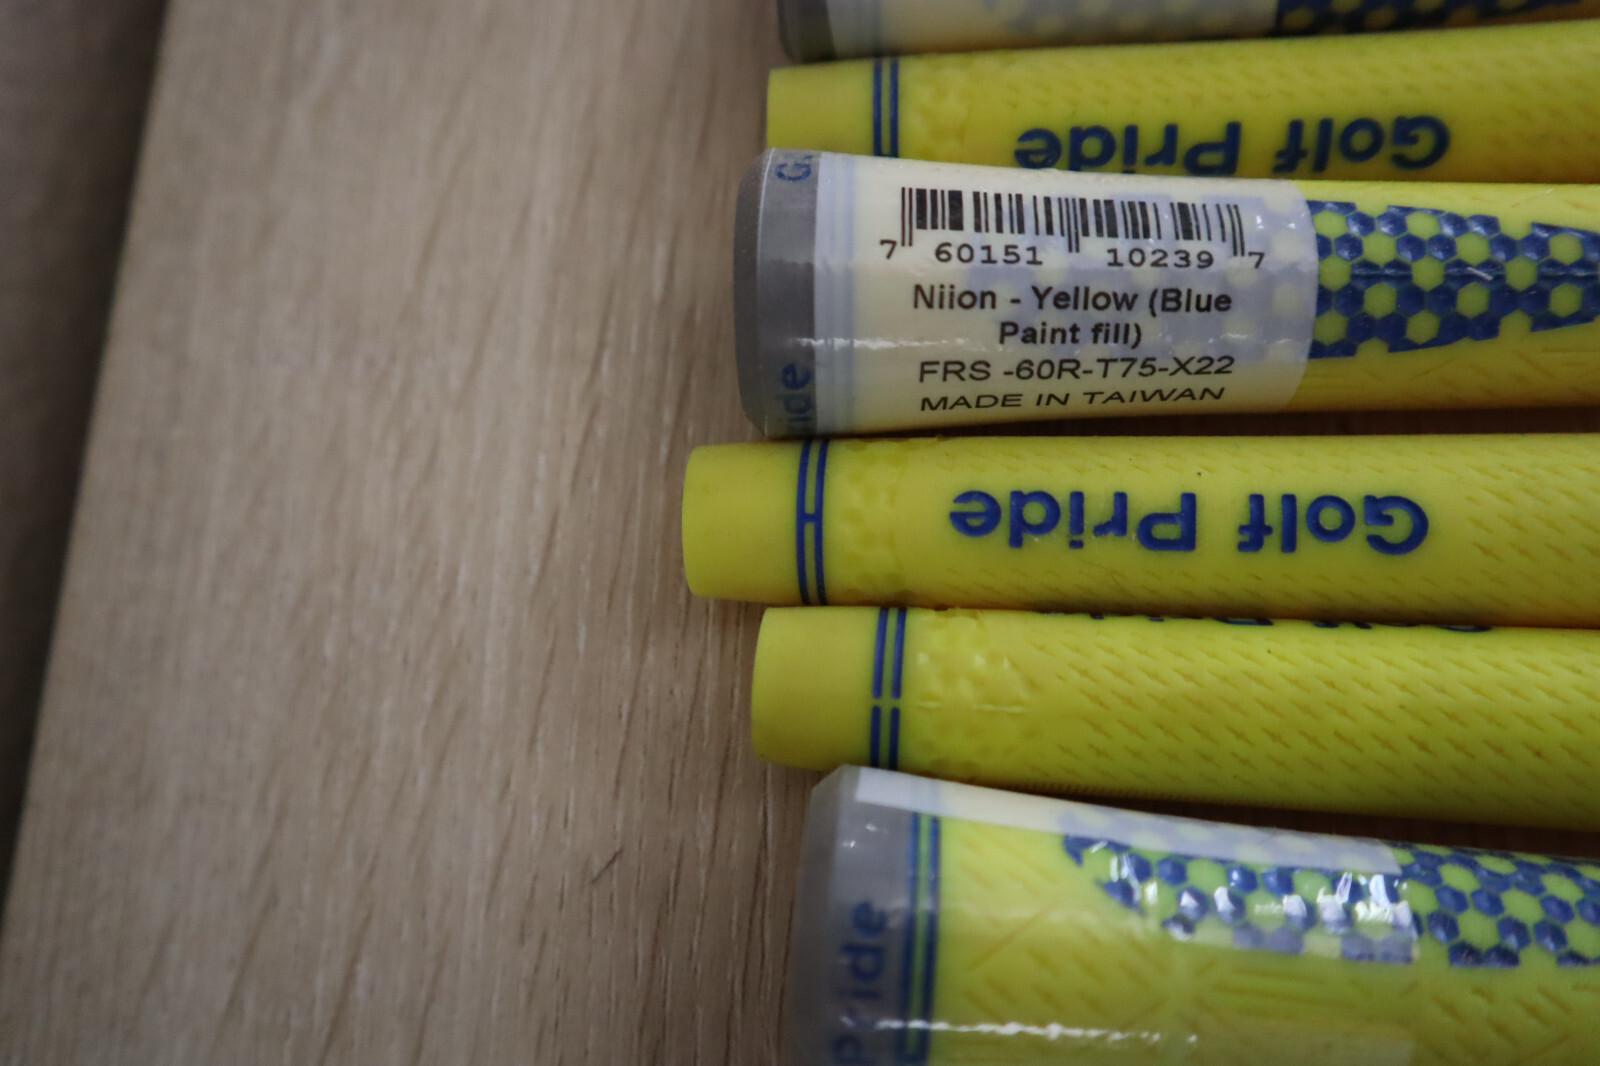 Golf Pride
7 60151 10239 7
Niion - Yellow (Blue
Paint fill)
FRS -60R-T75-X22
MADE IN TAIWAN
Golf Pride
Pride